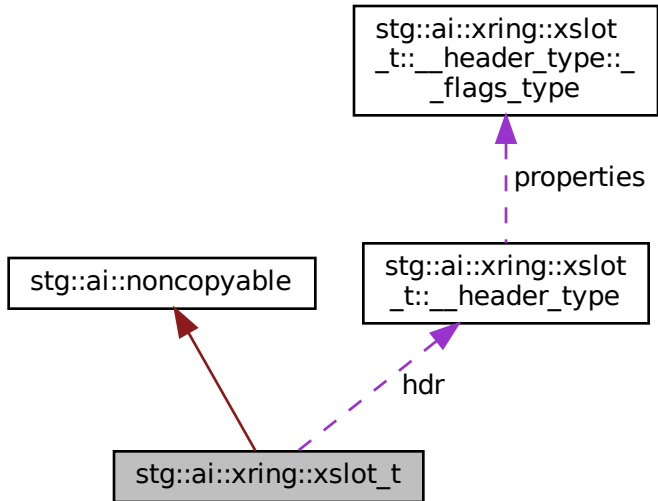 stg::ai::xring::xslot
_t::__header_type::_
_flags_type
properties
stg::ai::noncopyable
stg::ai::xring::xslot
_t::__header_type
hdr
stg::ai::xring::xslot_t